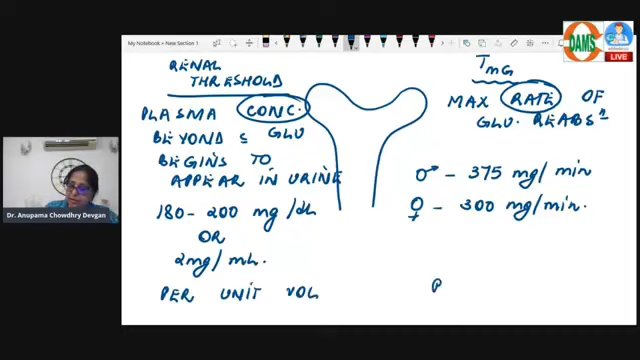 My Notebook > New Section 1
DAMS
LIVE
RENAL
THRESHOLD
PLASMA CONC.
BEYOND c GLU
BEGINS TO
APPEAR IN URINE
180 - 200 mg/dL
OR
2mg/mL.
PER UNIT VOL
TmG
MAX RATE OF
GLU. REABSⁿ
♂ - 375 mg/min
♀ - 300 mg/min.
P
Dr. Anupama Chowdhry Devgan